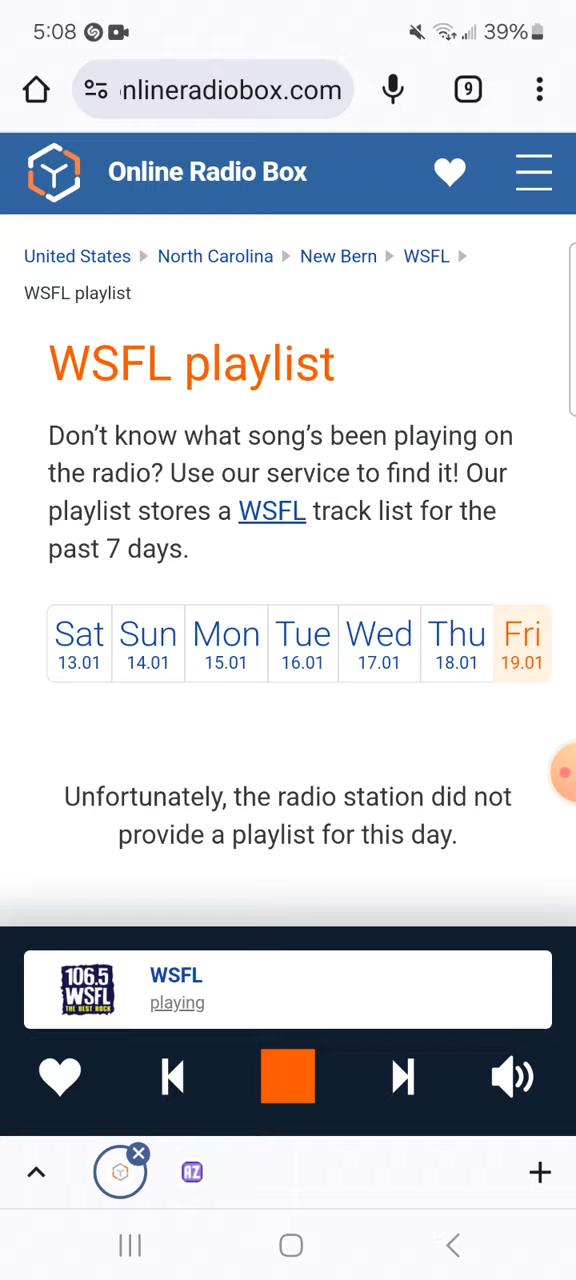 5:08
39%
nlineradiobox.com
9
Online Radio Box
United States North Carolina New Bern WSFL
WSFL playlist
WSFL playlist
Don't know what song's been playing on
the radio? Use our service to find it! Our
playlist stores a WSFL track list for the
past 7 days.
Sat Sun Mon Tue Wed Thu Fri
13.01 14.01 15.01 16.01 17.01 18.01 19.01
Unfortunately, the radio station did not
provide a playlist for this day.
106.5
WSFL
THE BEST ROCK
WSFL
playing
AZ